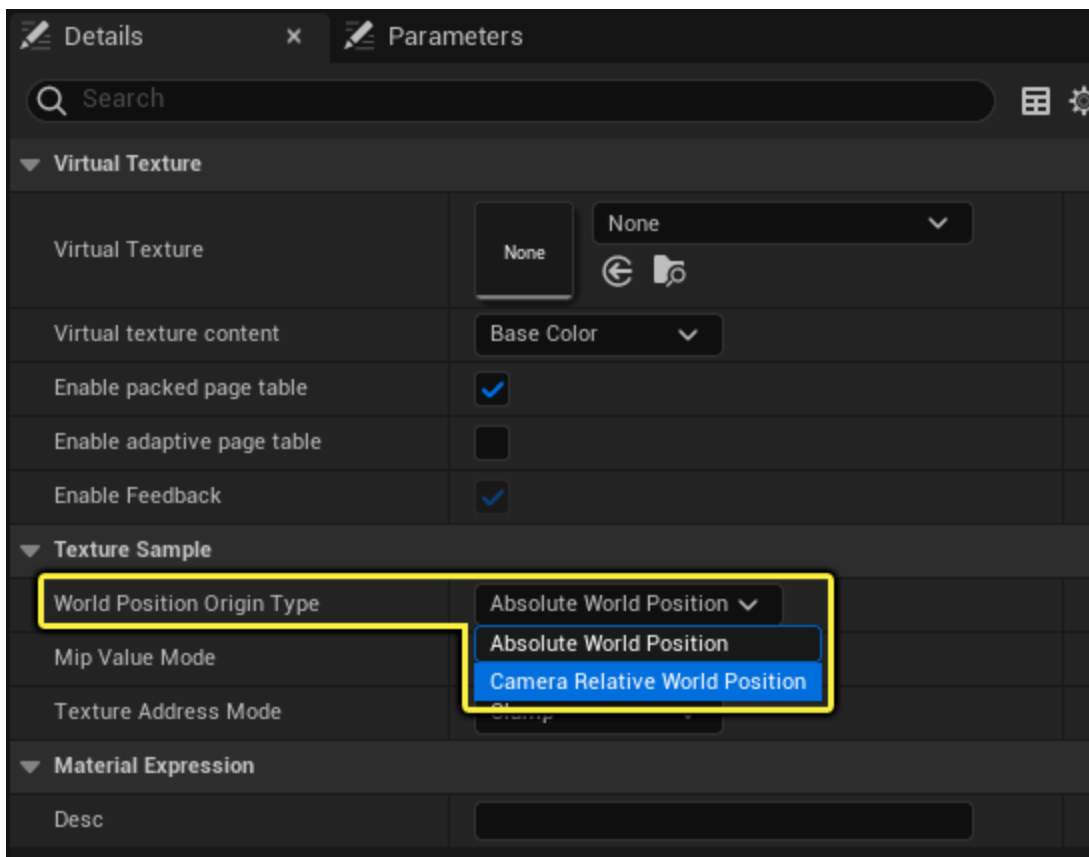 Details
Parameters
Search
Virtual Texture
Virtual Texture
None
None
Virtual texture content
Base Color
Enable packed page table
Enable adaptive page table
Enable Feedback
Texture Sample
World Position Origin Type
Absolute World Position
Absolute World Position
Mip Value Mode
Camera Relative World Position
Texture Address Mode
Clamp
Material Expression
Desc